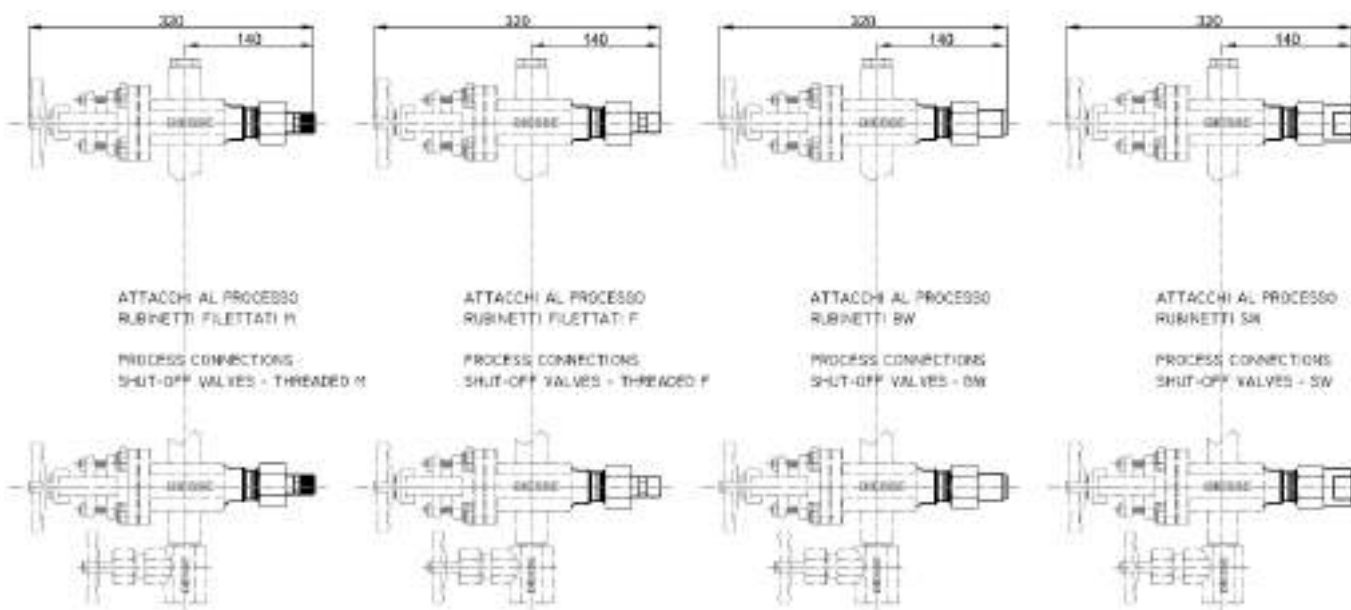 320 320 320 320
140 140 140 140
ATTACCHI AL PROCESSO
RUBINETTI FILETTATI M
PROCESS CONNECTIONS
SHUT-OFF VALVES - THREADED M
ATTACCHI AL PROCESSO
RUBINETTI FILETTATI F
PROCESS CONNECTIONS
SHUT-OFF VALVES - THREADED F
ATTACCHI AL PROCESSO
RUBINETTI BW
PROCESS CONNECTIONS
SHUT-OFF VALVES - BW
ATTACCHI AL PROCESSO
RUBINETTI SW
PROCESS CONNECTIONS
SHUT-OFF VALVES - SW